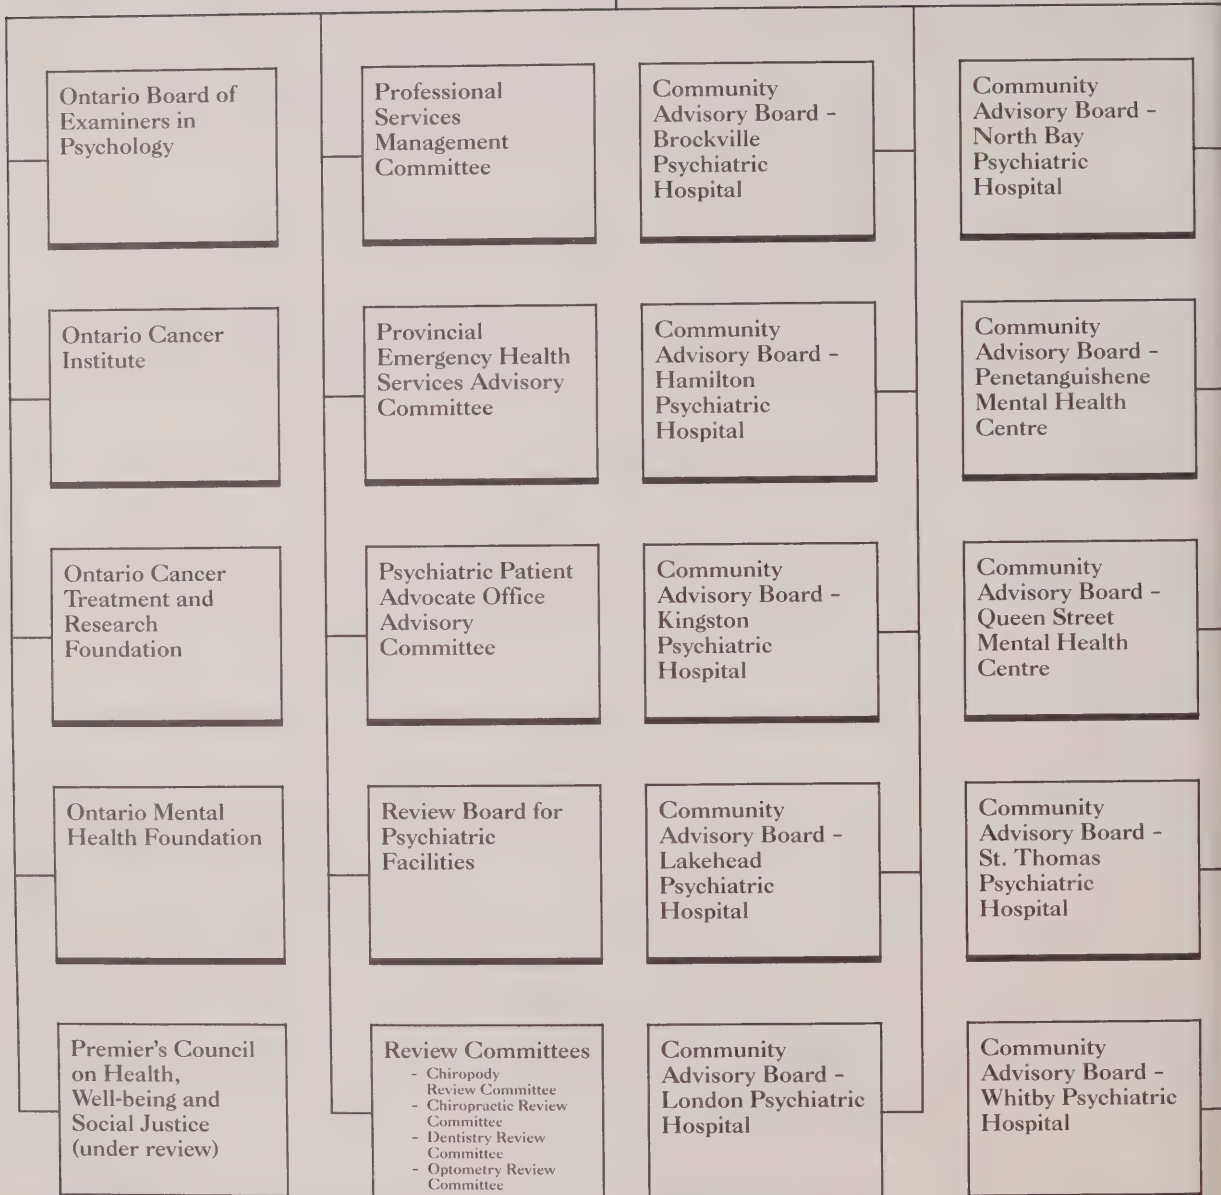 Ontario Board of
Examiners in
Psychology
Ontario Cancer
Institute
Ontario Cancer
Treatment and
Research
Foundation
Ontario Mental
Health Foundation
Premier's Council
on Health,
Well-being and
Social Justice
(under review)
Professional
Services
Management
Committee
Provincial
Emergency Health
Services Advisory
Committee
Psychiatric Patient
Advocate Office
Advisory
Committee
Review Board for
Psychiatric
Facilities
Review Committees
- Chiropody
Review Committee
- Chiropractic Review
Committee
- Dentistry Review
Committee
- Optometry Review
Committee
Community
Advisory Board -
Brockville
Psychiatric
Hospital
Community
Advisory Board -
Hamilton
Psychiatric
Hospital
Community
Advisory Board -
Kingston
Psychiatric
Hospital
Community
Advisory Board -
Lakehead
Psychiatric
Hospital
Community
Advisory Board -
London Psychiatric
Hospital
Community
Advisory Board -
North Bay
Psychiatric
Hospital
Community
Advisory Board -
Penetanguishene
Mental Health
Centre
Community
Advisory Board -
Queen Street
Mental Health
Centre
Community
Advisory Board -
St. Thomas
Psychiatric
Hospital
Community
Advisory Board -
Whitby Psychiatric
Hospital